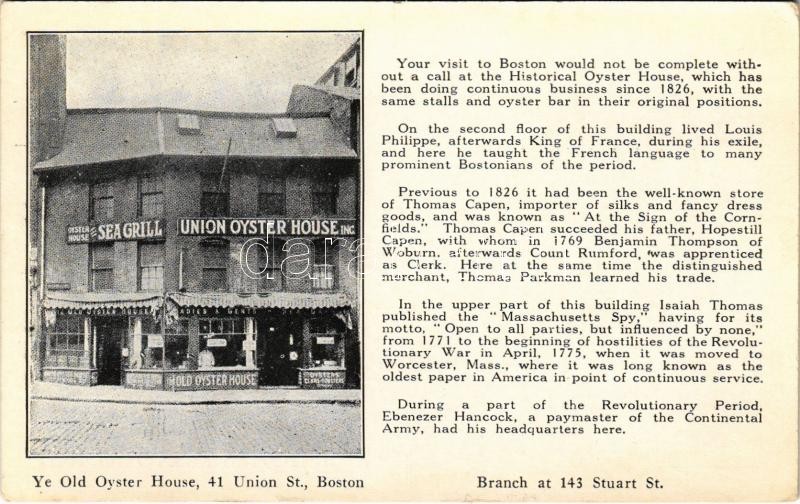 OYSTER HOUSE SEA GRILL
UNION OYSTER HOUSE INC
YE OLD OYSTER HOUSE
LADIES & GENTS
OLD OYSTER HOUSE
OYSTERS
CLAMS - LOBSTERS
darabanth
Your visit to Boston would not be complete with-
out a call at the Historical Oyster House, which has
been doing continuous business since 1826, with the
same stalls and oyster bar in their original positions.
On the second floor of this building lived Louis
Philippe, afterwards King of France, during his exile,
and here he taught the French language to many
prominent Bostonians of the period.
Previous to 1826 it had been the well-known store
of Thomas Capen, importer of silks and fancy dress
goods, and was known as "At the Sign of the Corn-
fields." Thomas Capen succeeded his father, Hopestill
Capen, with whom in 1769 Benjamin Thompson of
Woburn, afterwards Count Rumford, was apprenticed
as Clerk. Here at the same time the distinguished
merchant, Thomas Parkman learned his trade.
In the upper part of this building Isaiah Thomas
published the "Massachusetts Spy," having for its
motto, "Open to all parties, but influenced by none,"
from 1771 to the beginning of hostilities of the Revolu-
tionary War in April, 1775, when it was moved to
Worcester, Mass., where it was long known as the
oldest paper in America in point of continuous service.
During a part of the Revolutionary Period,
Ebenezer Hancock, a paymaster of the Continental
Army, had his headquarters here.
Ye Old Oyster House, 41 Union St., Boston
Branch at 143 Stuart St.